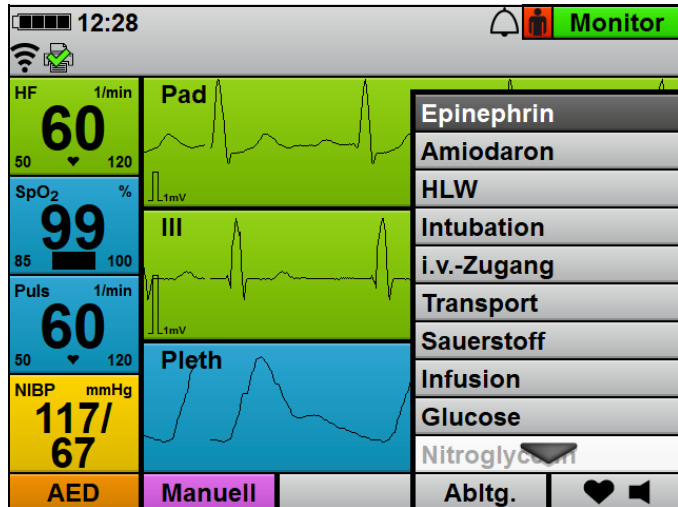 12:28
Monitor
HF 1/min
60
50 120
SpO2 %
99
85 100
Puls 1/min
60
50 120
NIBP mmHg
117/
67
Pad
1mV
III
1mV
Pleth
Epinephrin
Amiodaron
HLW
Intubation
i.v.-Zugang
Transport
Sauerstoff
Infusion
Glucose
AED
Manuell
Abltg.